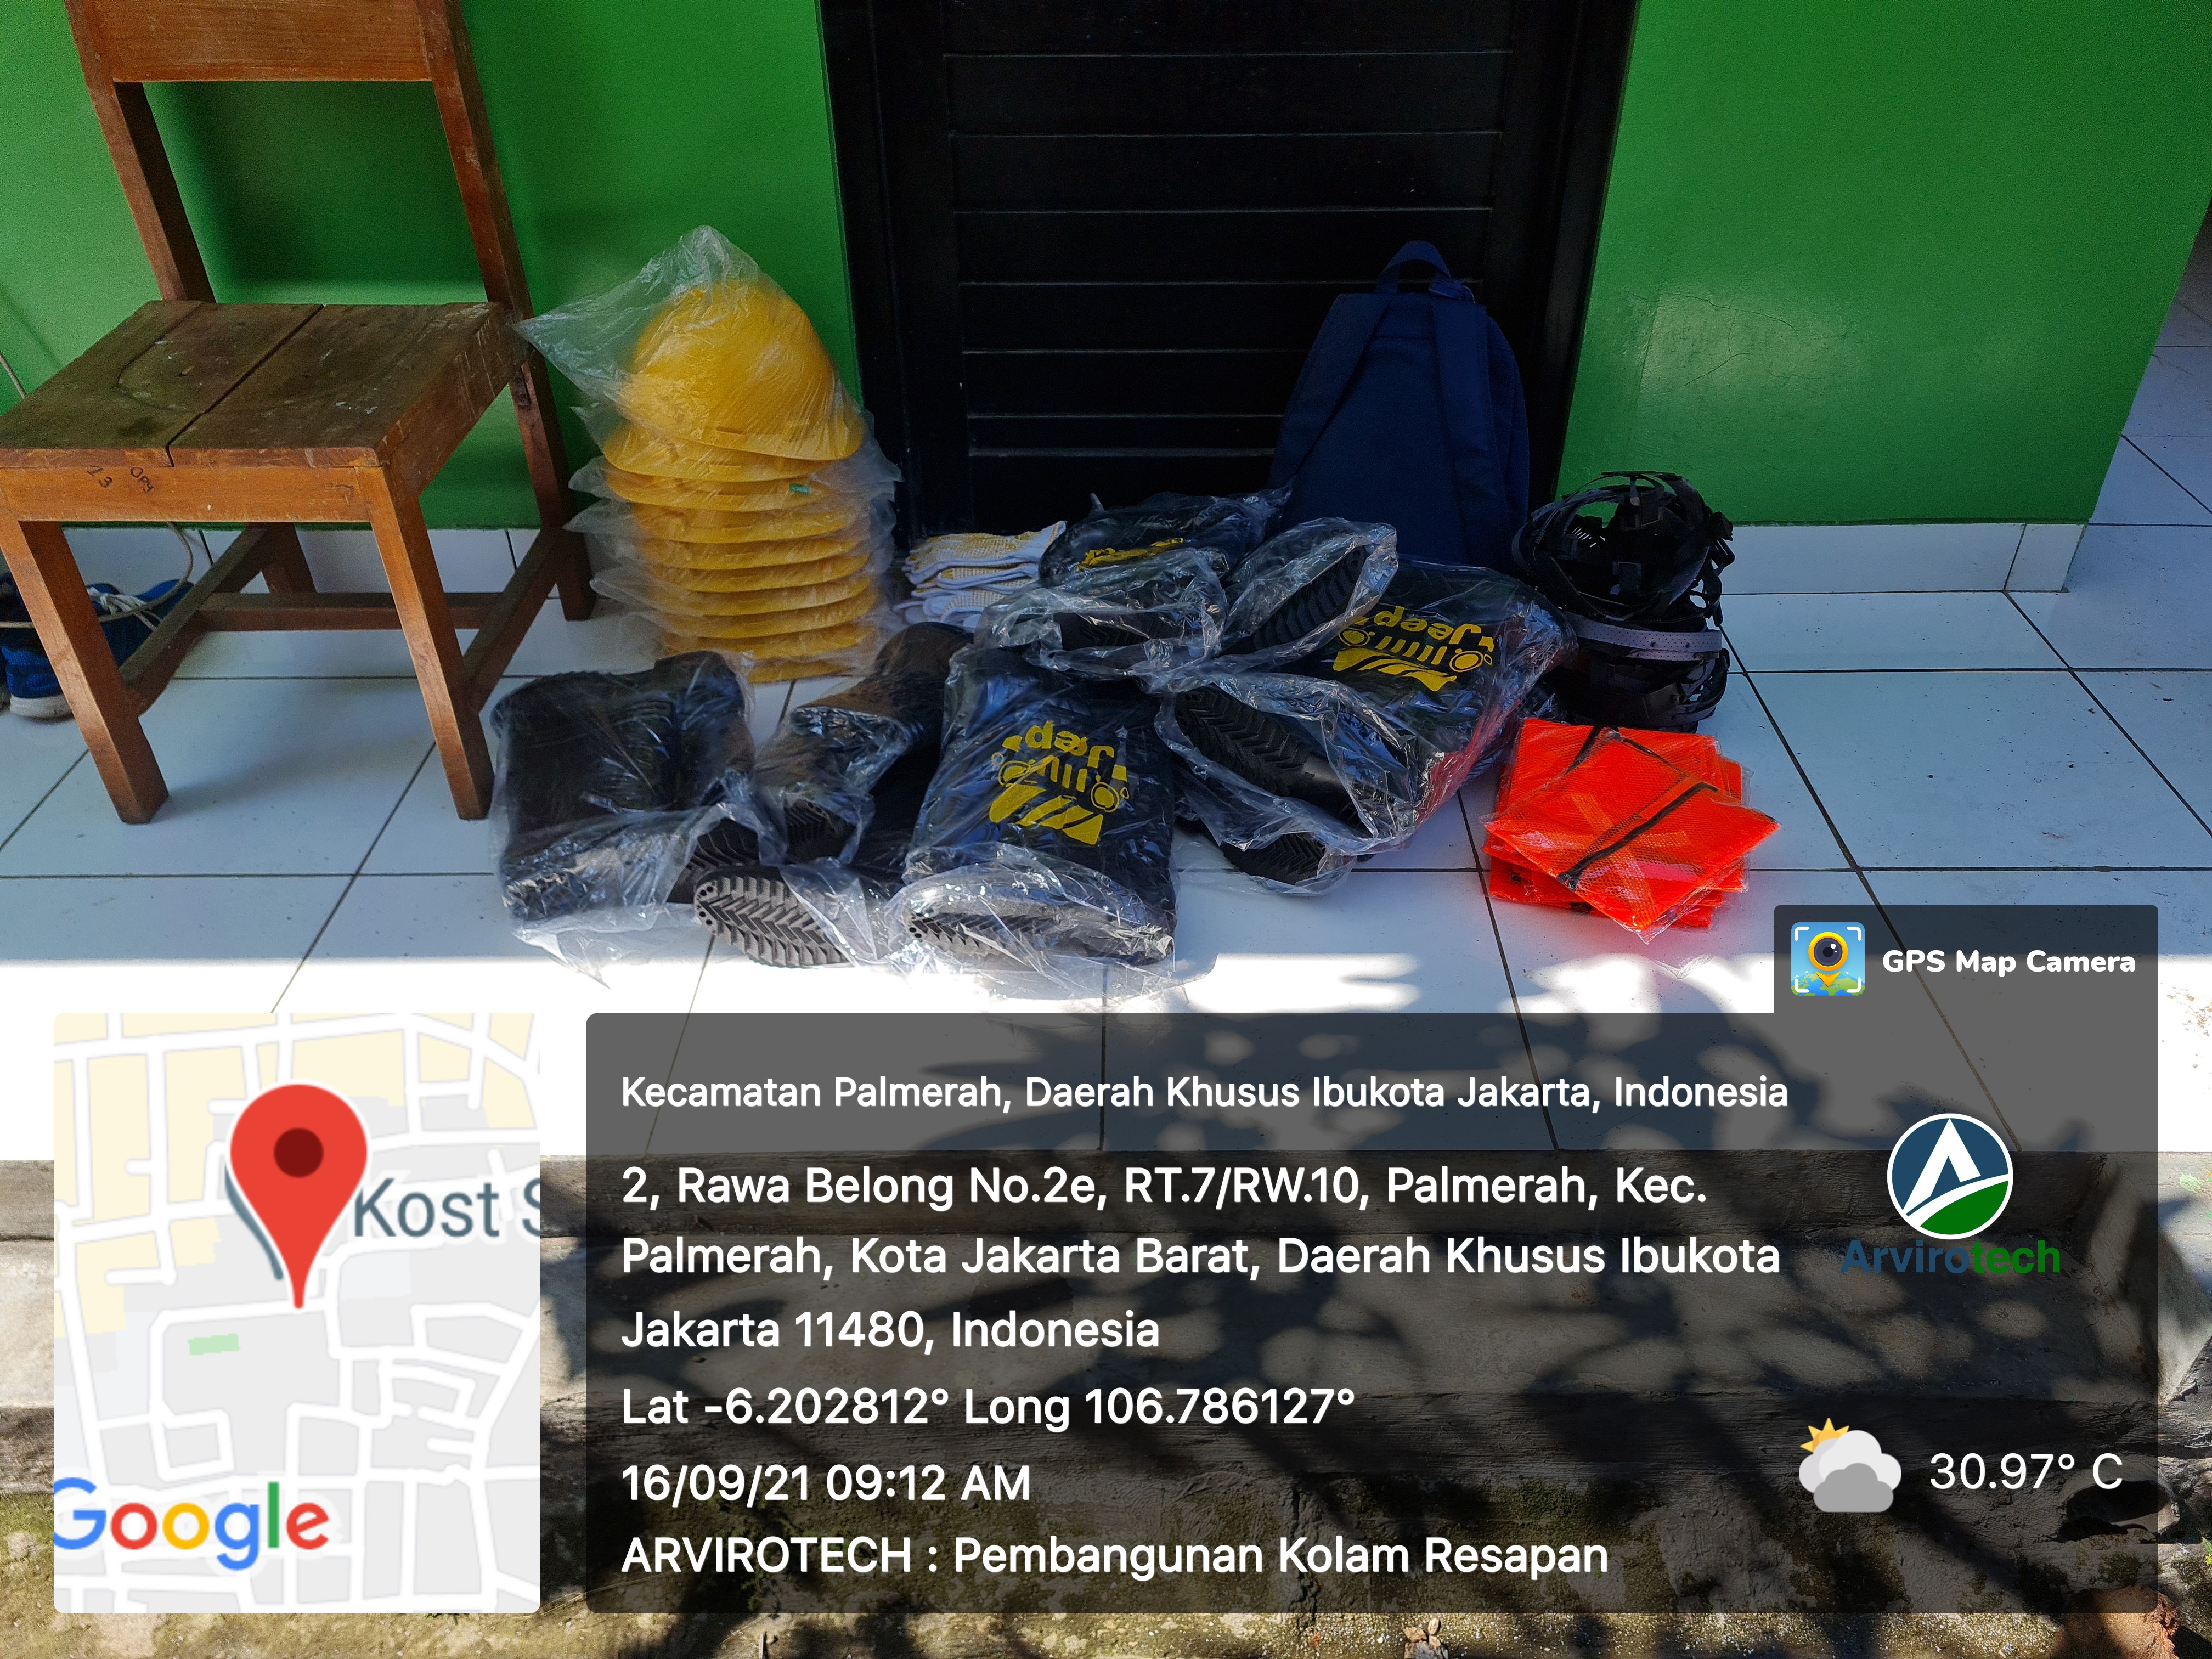 13 OPY
Jeep
Jeep
GPS Map Camera
Kecamatan Palmerah, Daerah Khusus Ibukota Jakarta, Indonesia
2, Rawa Belong No.2e, RT.7/RW.10, Palmerah, Kec.
Palmerah, Kota Jakarta Barat, Daerah Khusus Ibukota
Jakarta 11480, Indonesia
Lat -6.202812° Long 106.786127°
16/09/21 09:12 AM
ARVIROTECH : Pembangunan Kolam Resapan
Arvirotech
30.97° C
Kost S
Google